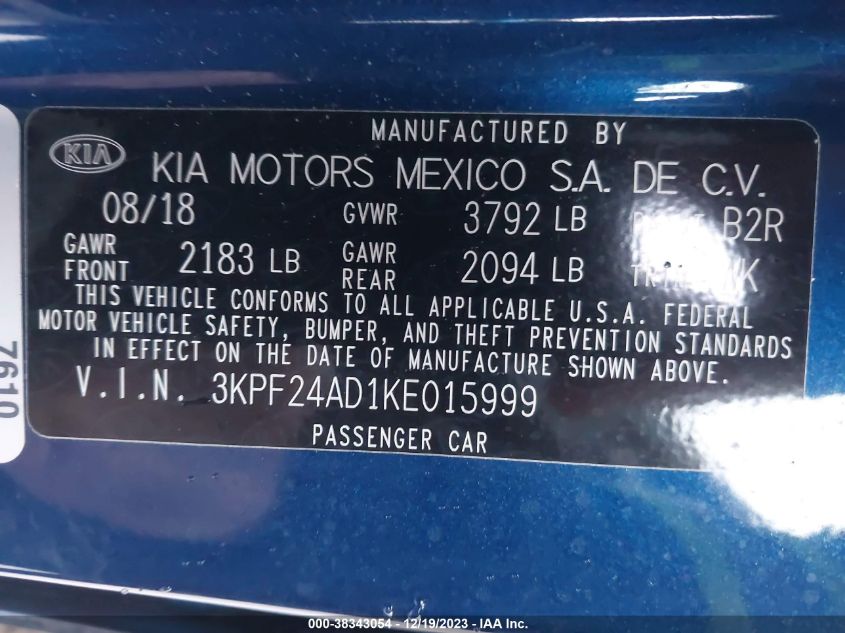 MANUFACTURED BY
KIA KIA MOTORS MEXICO S.A. DE C.V.
08/18 GVWR 3792 LB B2R
GAWR FRONT 2183 LB GAWR REAR 2094 LB
THIS VEHICLE CONFORMS TO ALL APPLICABLE U.S.A. FEDERAL
MOTOR VEHICLE SAFETY, BUMPER, AND THEFT PREVENTION STANDARDS
IN EFFECT ON THE DATE OF MANUFACTURE SHOWN ABOVE.
V.I.N. 3KPF24AD1KE015999
PASSENGER CAR
7610
000-38343054 - 12/19/2023 - IAA Inc.